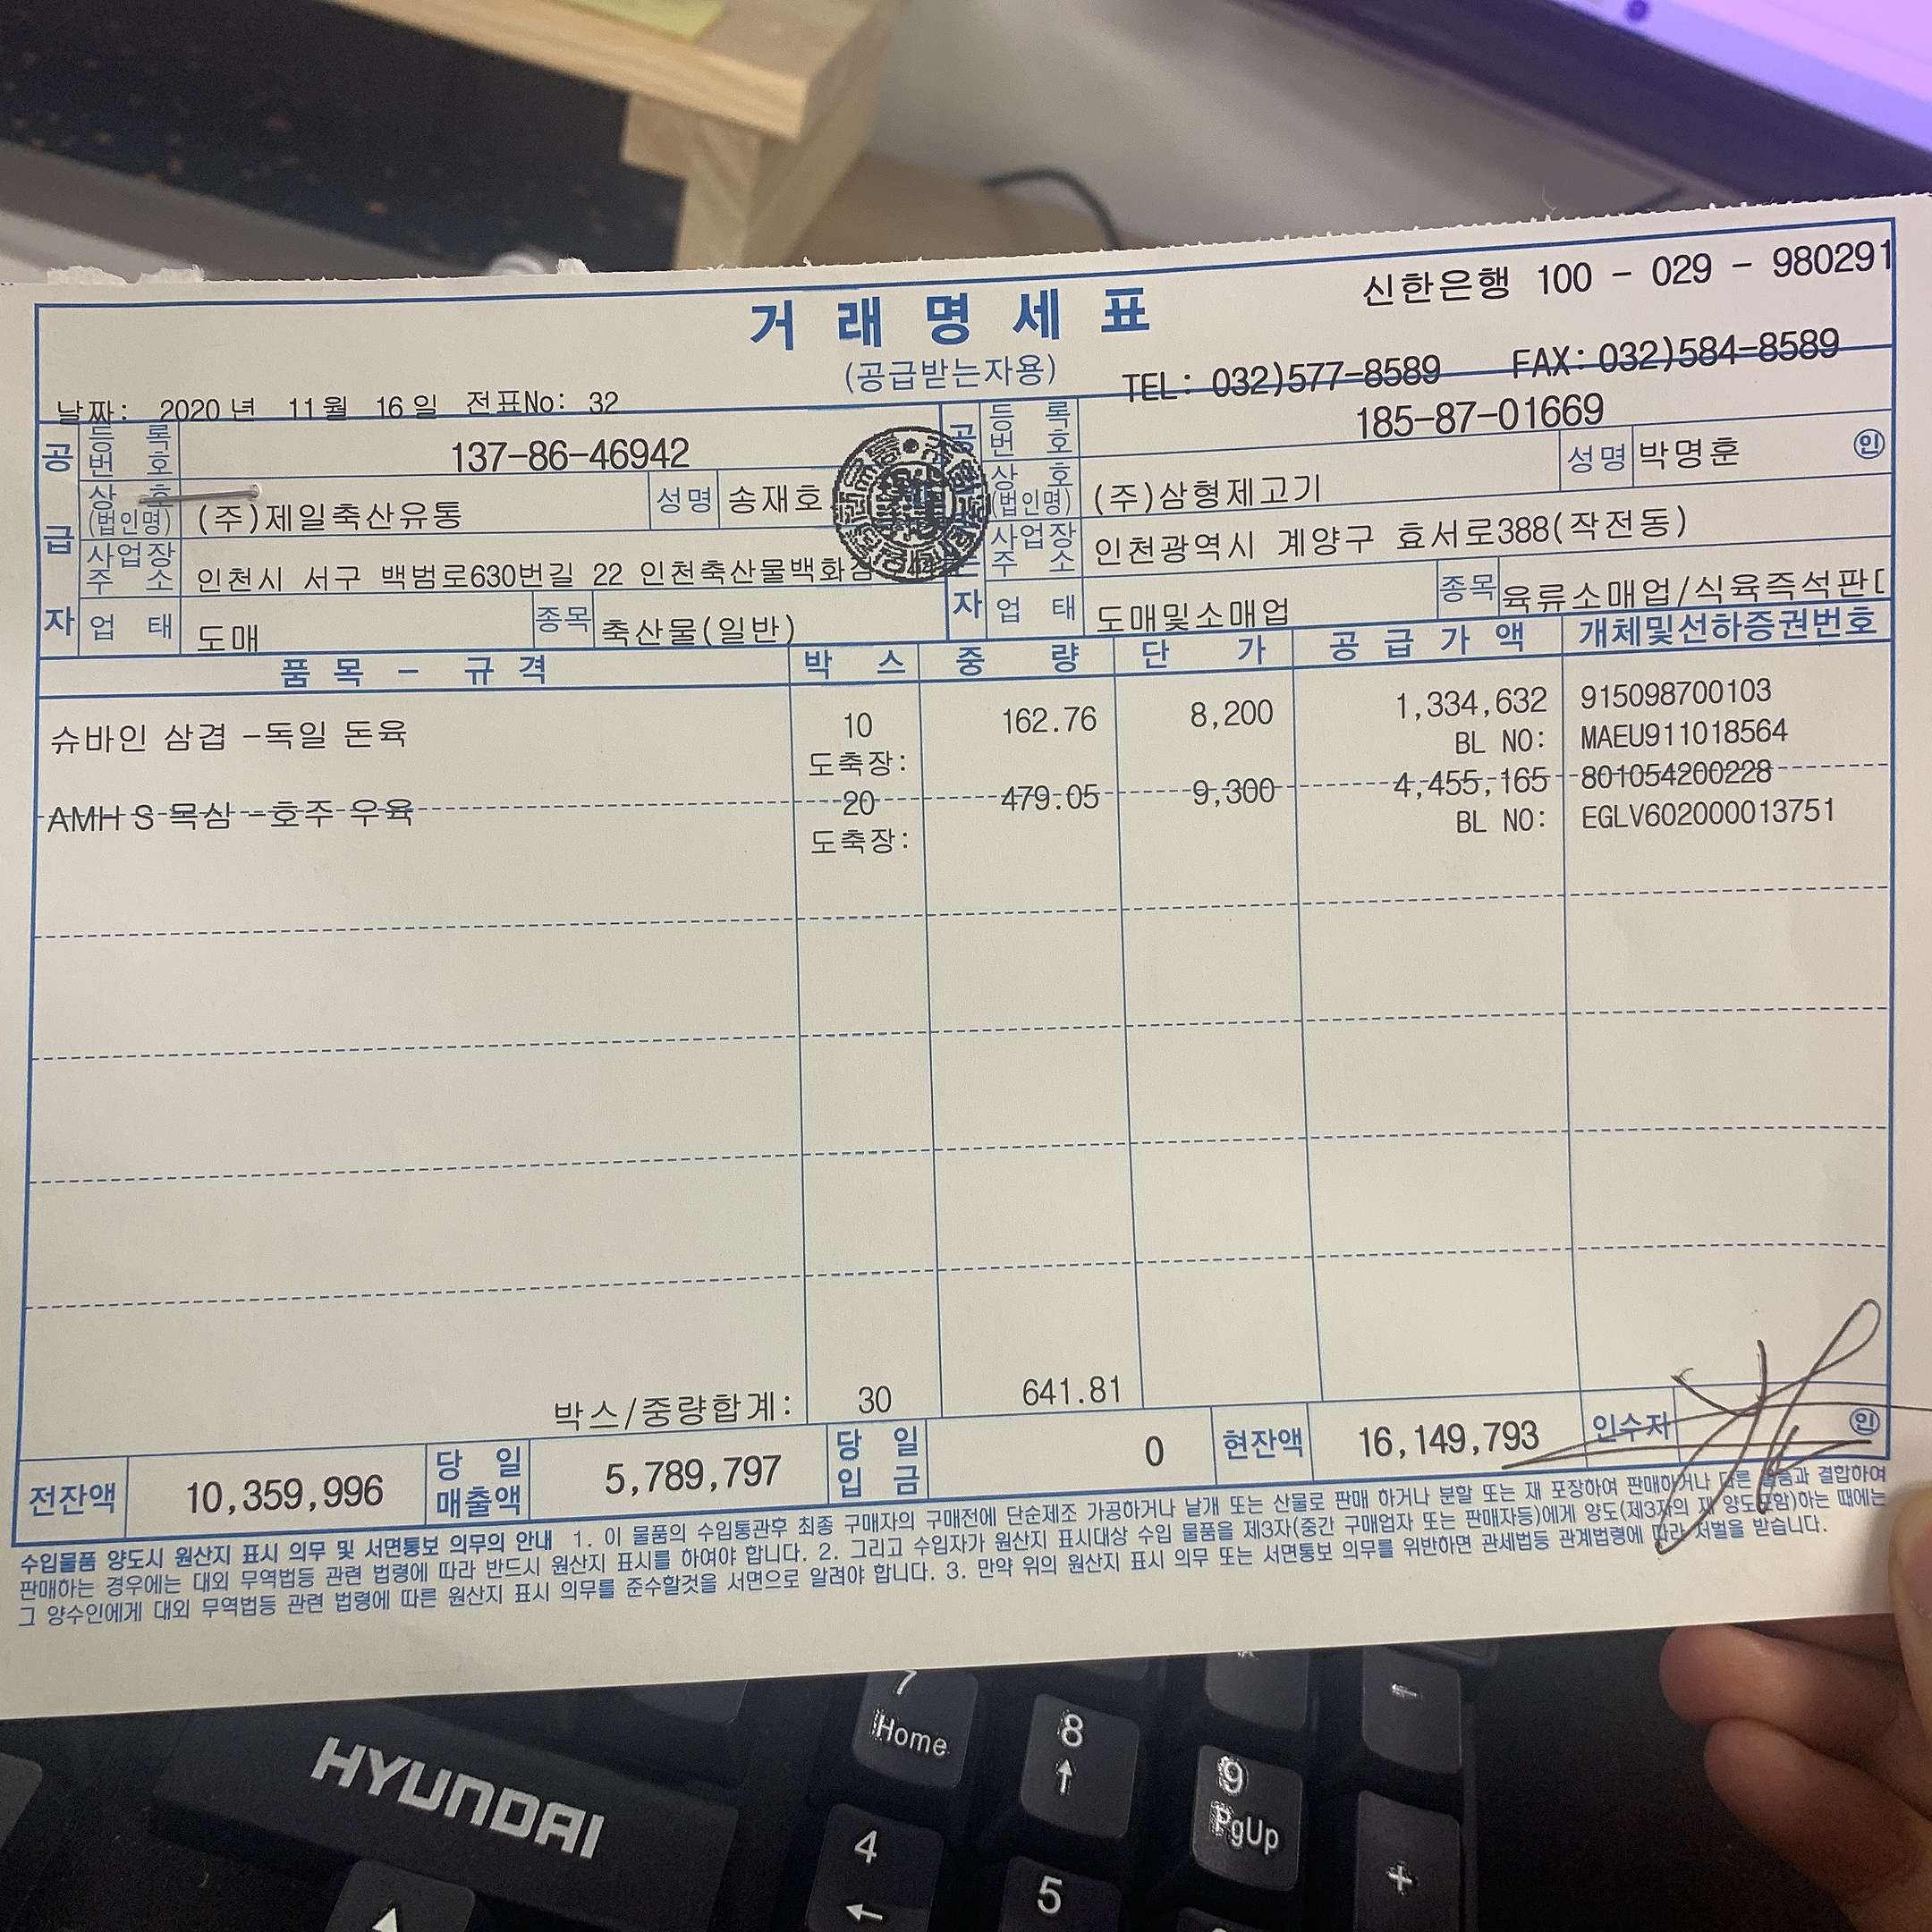 신한은행 100 - 029 - 980291
거래명세표
(공급받는자용)
TEL: 032)577-8589 FAX: 032)584-8589
날짜: 2020년 11월 16일 전표No: 32
공급자
등록번호 137-86-46942
상호(법인명) (주)제일축산유통 성명 송재호
사업장주소 인천시 서구 백범로630번길 22 인천축산물백화점
업태 도매 종목 축산물(일반)
등록번호 185-87-01669
상호(법인명) (주)삼형제고기 성명 박명훈 인
사업장주소 인천광역시 계양구 효서로388(작전동)
업태 도매및소매업 종목 육류소매업/식육즉석판[
품목 - 규격 박스 중량 단가 공급가액 개체및선하증권번호
슈바인 삼겹 -독일 돈육 10 162.76 8,200 1,334,632 915098700103
도축장: BL NO: MAEU911018564
AMH S 목심 -호주 우육 20 479.05 9,300 4,455,165 801054200228
도축장: BL NO: EGLV602000013751
박스/중량합계: 30 641.81
전잔액 10,359,996 당일매출액 5,789,797 당일입금 0 현잔액 16,149,793 인수자 인
수입물품 양도시 원산지 표시 의무 및 서면통보 의무의 안내 1. 이 물품의 수입통관후 최종 구매자의 구매전에 단순제조 가공하거나 낱개 또는 산물로 판매 하거나 분할 또는 재 포장하여 판매하거나 다른 물품과 결합하여
판매하는 경우에는 대외 무역법등 관련 법령에 따라 반드시 원산지 표시를 하여야 합니다. 2. 그리고 수입자가 원산지 표시대상 수입 물품을 제3자(중간 구매업자 또는 판매자등)에게 양도(제3자의 재 양도포함)하는 때에는
그 양수인에게 대외 무역법등 관련 법령에 따른 원산지 표시 의무를 준수할것을 서면으로 알려야 합니다. 3. 만약 위의 원산지 표시 의무 또는 서면통보 의무를 위반하면 관세법등 관계법령에 따라 처벌을 받습니다.
HYUNDAI
7 Home
8
9 PgUp
4
5
+